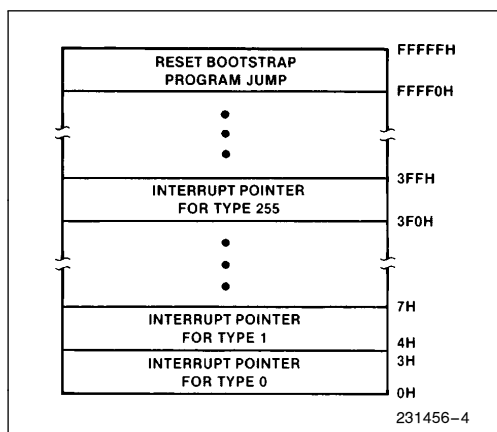 FFFFFH
RESET BOOTSTRAP
PROGRAM JUMP
FFFF0H
3FFH
INTERRUPT POINTER
FOR TYPE 255
3F0H
7H
INTERRUPT POINTER
FOR TYPE 1
4H
3H
INTERRUPT POINTER
FOR TYPE 0
0H
231456–4